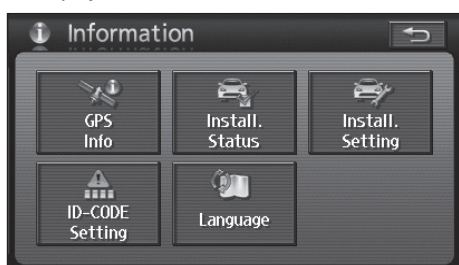 Information
GPS
Info
Install.
Status
Install.
Setting
ID-CODE
Setting
Language